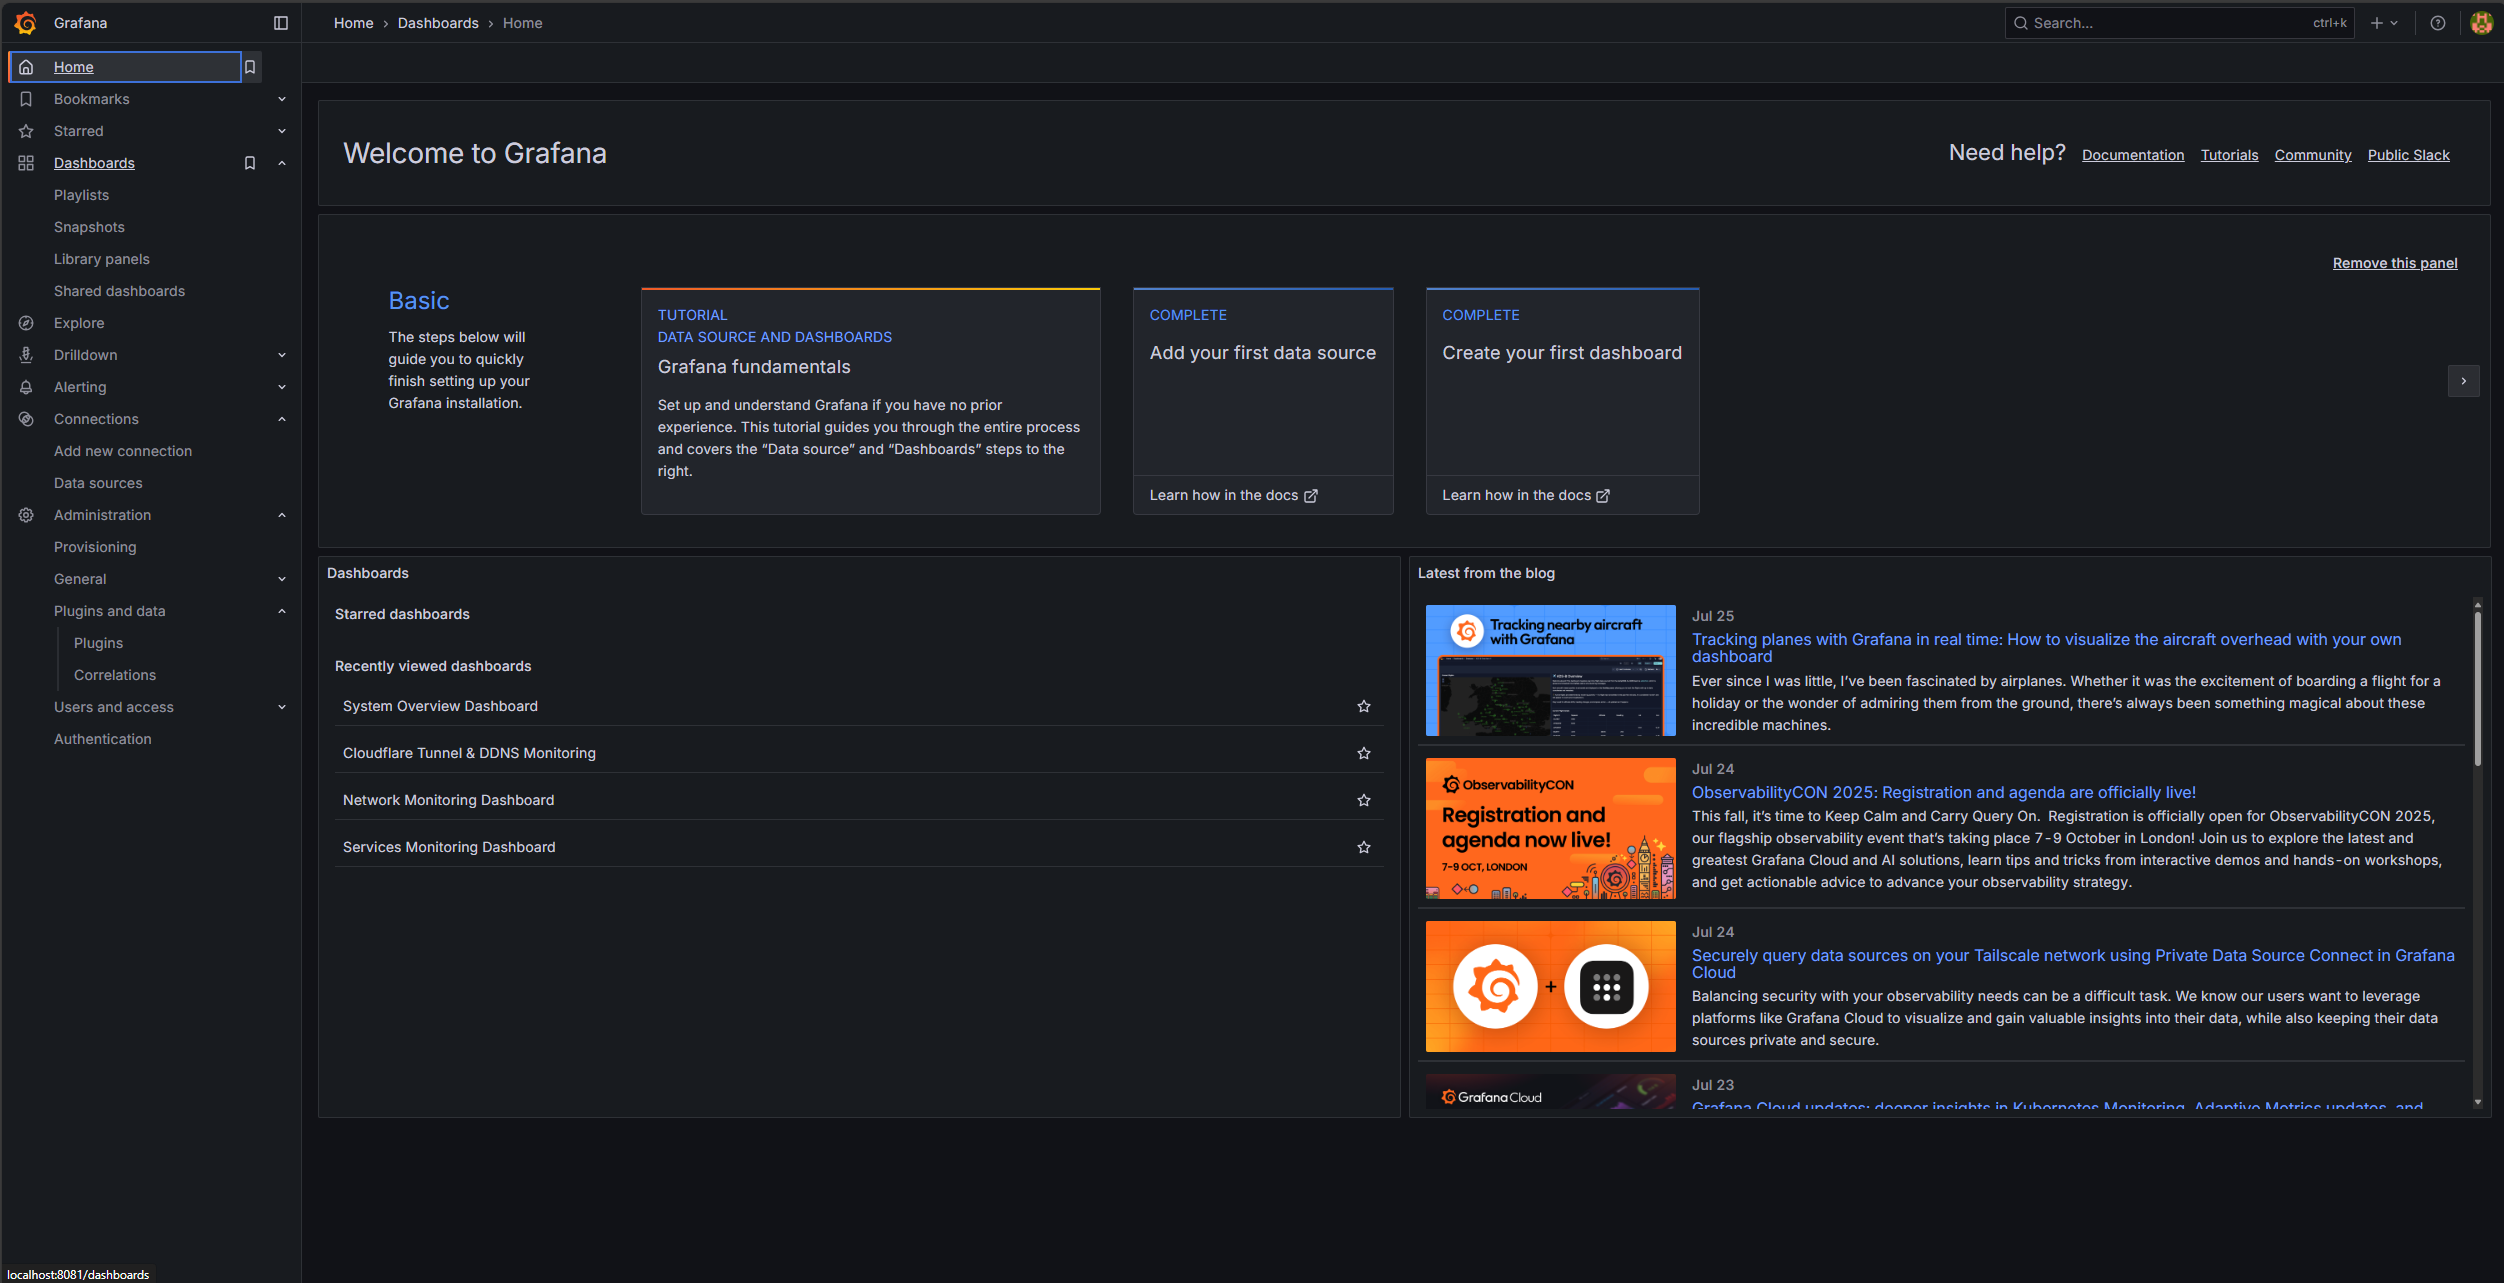 Grafana
Home › Dashboards › Home
Search...
ctrl+k
Home
Bookmarks
Starred
Dashboards
Playlists
Snapshots
Library panels
Shared dashboards
Explore
Drilldown
Alerting
Connections
Add new connection
Data sources
Administration
Provisioning
General
Plugins and data
Plugins
Correlations
Users and access
Authentication
localhost:8081/dashboards
Welcome to Grafana
Need help?
Documentation
Tutorials
Community
Public Slack
Remove this panel
Basic
The steps below will
guide you to quickly
finish setting up your
Grafana installation.
TUTORIAL
DATA SOURCE AND DASHBOARDS
Grafana fundamentals
Set up and understand Grafana if you have no prior
experience. This tutorial guides you through the entire process
and covers the “Data source” and “Dashboards” steps to the
right.
COMPLETE
Add your first data source
Learn how in the docs
COMPLETE
Create your first dashboard
Learn how in the docs
Dashboards
Starred dashboards
Recently viewed dashboards
System Overview Dashboard
Cloudflare Tunnel & DDNS Monitoring
Network Monitoring Dashboard
Services Monitoring Dashboard
Latest from the blog
Tracking nearby aircraft
with Grafana
Jul 25
Tracking planes with Grafana in real time: How to visualize the aircraft overhead with your own
dashboard
Ever since I was little, I’ve been fascinated by airplanes. Whether it was the excitement of boarding a flight for a
holiday or the wonder of admiring them from the ground, there’s always been something magical about these
incredible machines.
ObservabilityCON
Registration and
agenda now live!
7-9 OCT, LONDON
Jul 24
ObservabilityCON 2025: Registration and agenda are officially live!
This fall, it’s time to Keep Calm and Carry Query On. Registration is officially open for ObservabilityCON 2025,
our flagship observability event that’s taking place 7-9 October in London! Join us to explore the latest and
greatest Grafana Cloud and AI solutions, learn tips and tricks from interactive demos and hands-on workshops,
and get actionable advice to advance your observability strategy.
Jul 24
Securely query data sources on your Tailscale network using Private Data Source Connect in Grafana
Cloud
Balancing security with your observability needs can be a difficult task. We know our users want to leverage
platforms like Grafana Cloud to visualize and gain valuable insights into their data, while also keeping their data
sources private and secure.
Grafana Cloud
Jul 23
Grafana Cloud updates: deeper insights in Kubernetes Monitoring, Adaptive Metrics updates, and